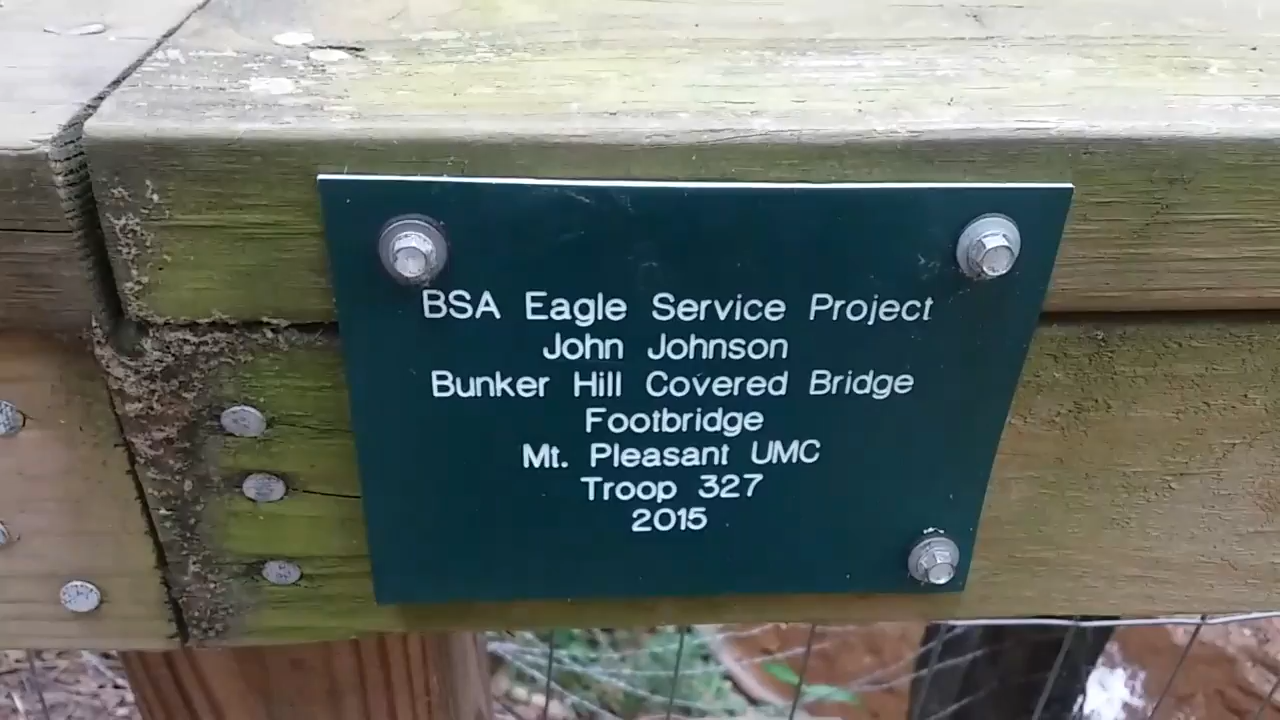 BSA Eagle Service Project
John Johnson
Bunker Hill Covered Bridge
Footbridge
Mt. Pleasant UMC
Troop 327
2015